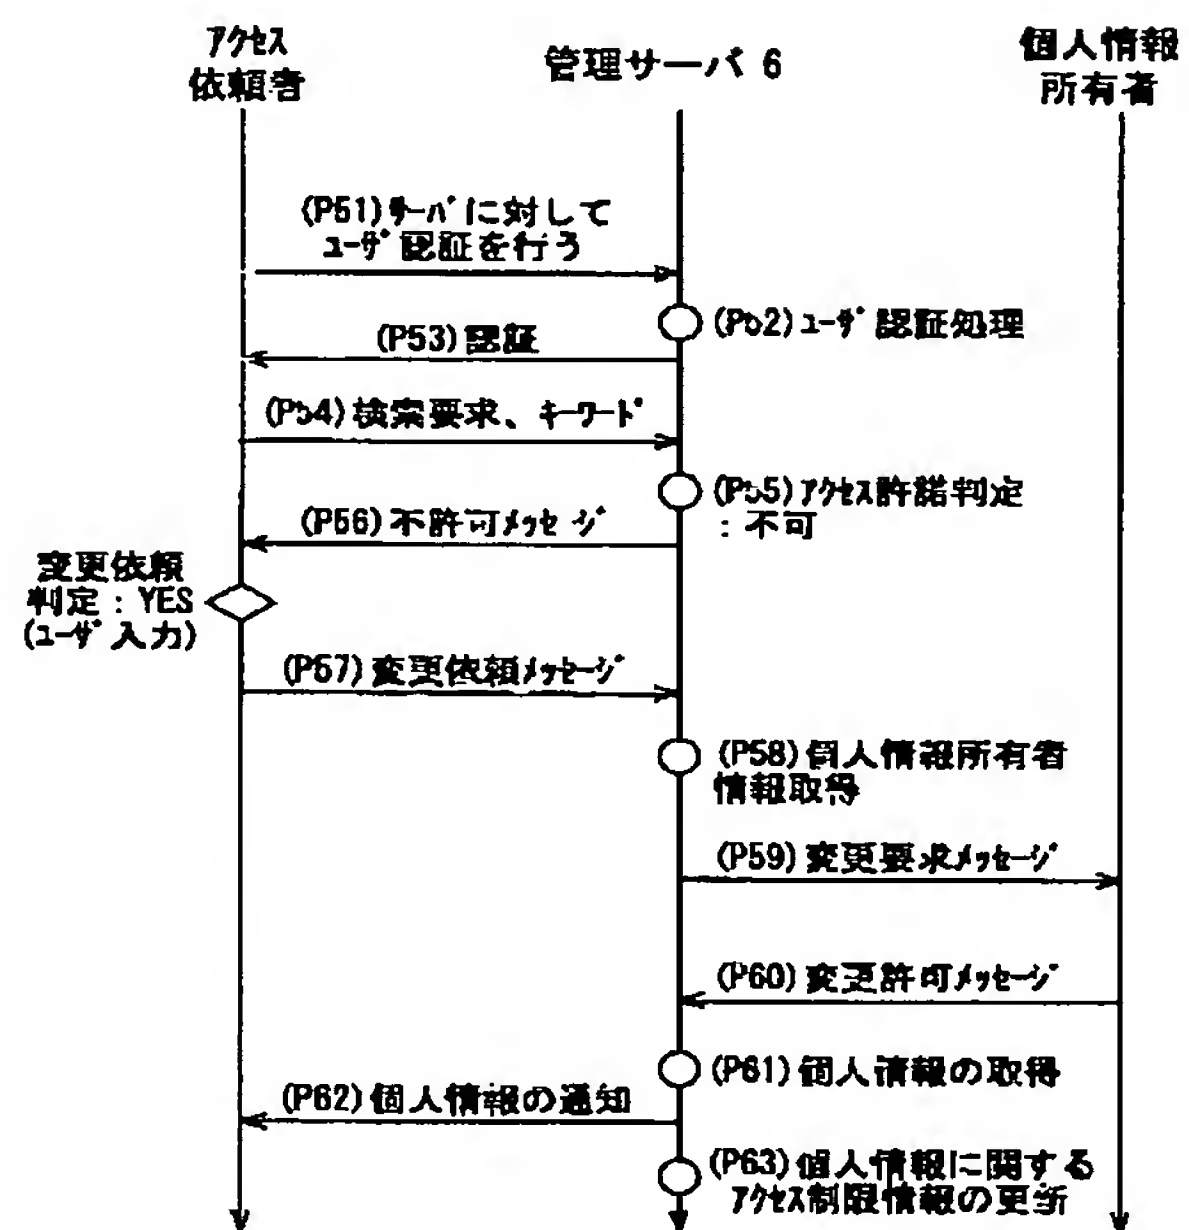 アクセス
依頼者
管理サーバ 6
個人情報
所有者
(P51)サーバに対して
ユーザ認証を行う
(P52)ユーザ認証処理
(P53)認証
(P54)検索要求、キーワード
(P55)アクセス許諾判定
：不可
(P56)不許可メッセージ
変更依頼
判定：YES
(ユーザ入力)
(P57)変更依頼メッセージ
(P58)個人情報所有者
情報取得
(P59)変更要求メッセージ
(P60)変更許可メッセージ
(P61)個人情報の取得
(P62)個人情報の通知
(P63)個人情報に関する
アクセス制限情報の更新